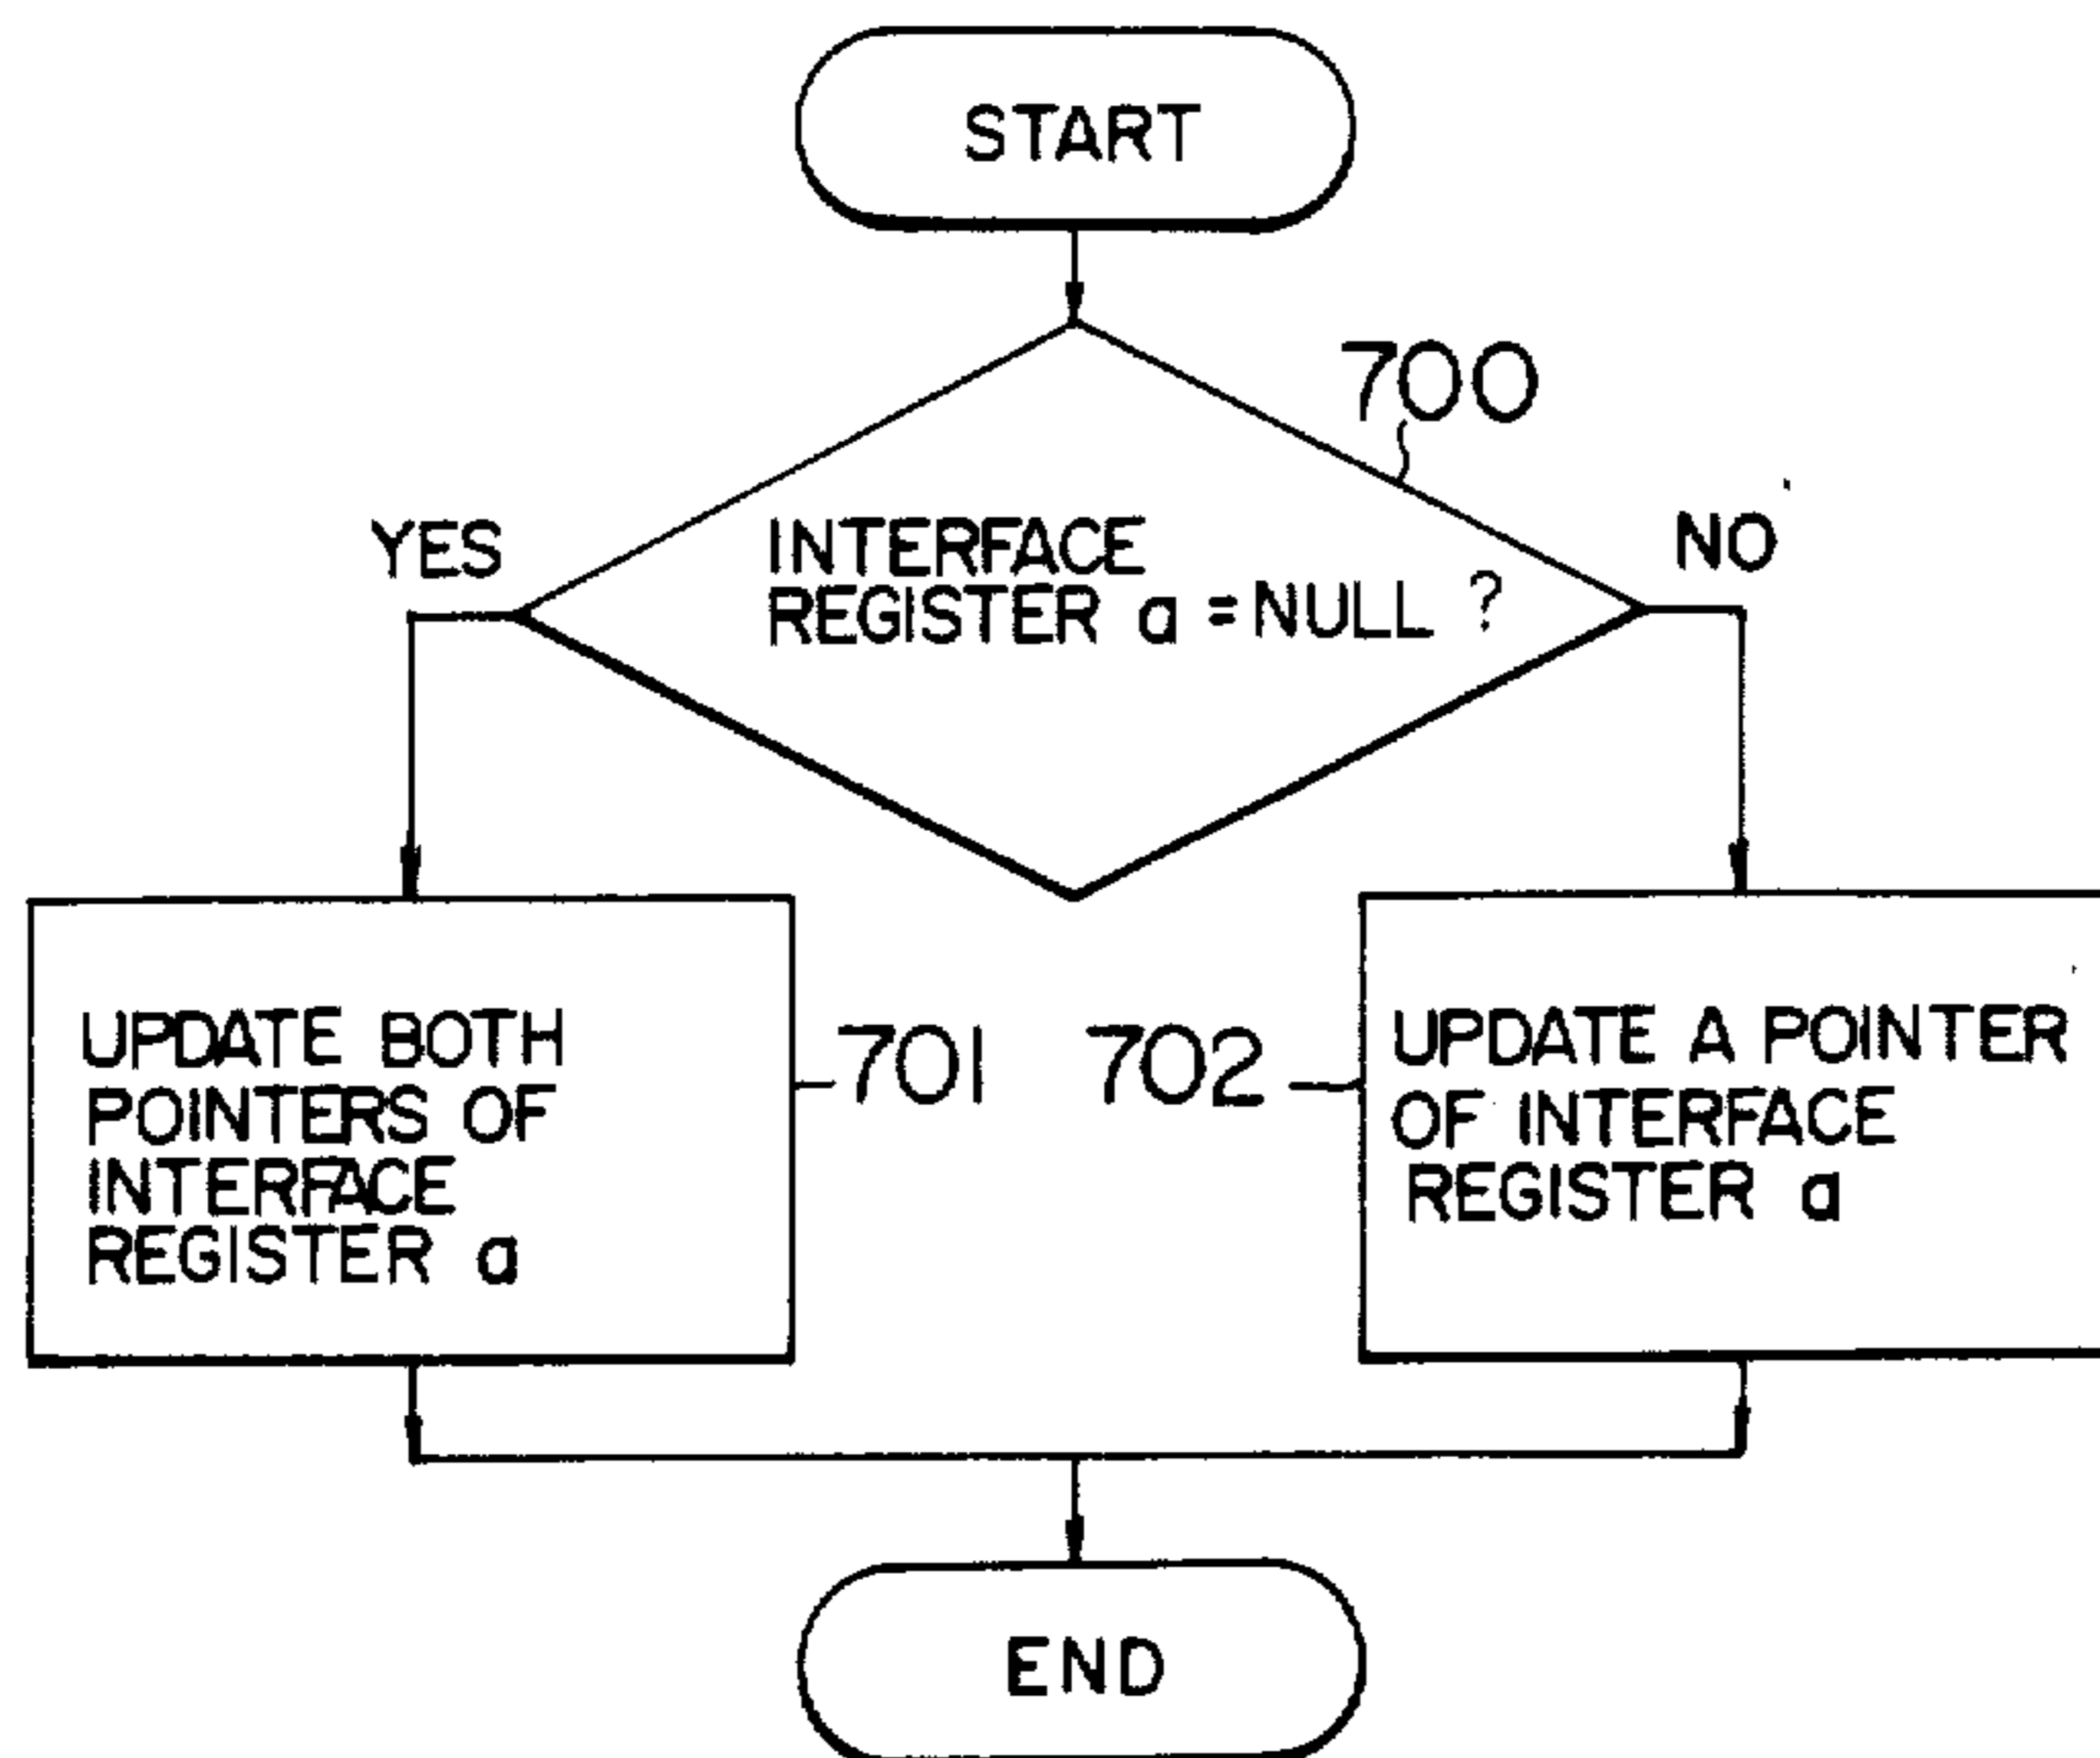 START
700
YES
NO
INTERFACE
REGISTER a = NULL ?
UPDATE BOTH
POINTERS OF
INTERFACE
REGISTER a
701
702
UPDATE A POINTER
OF INTERFACE
REGISTER a
END